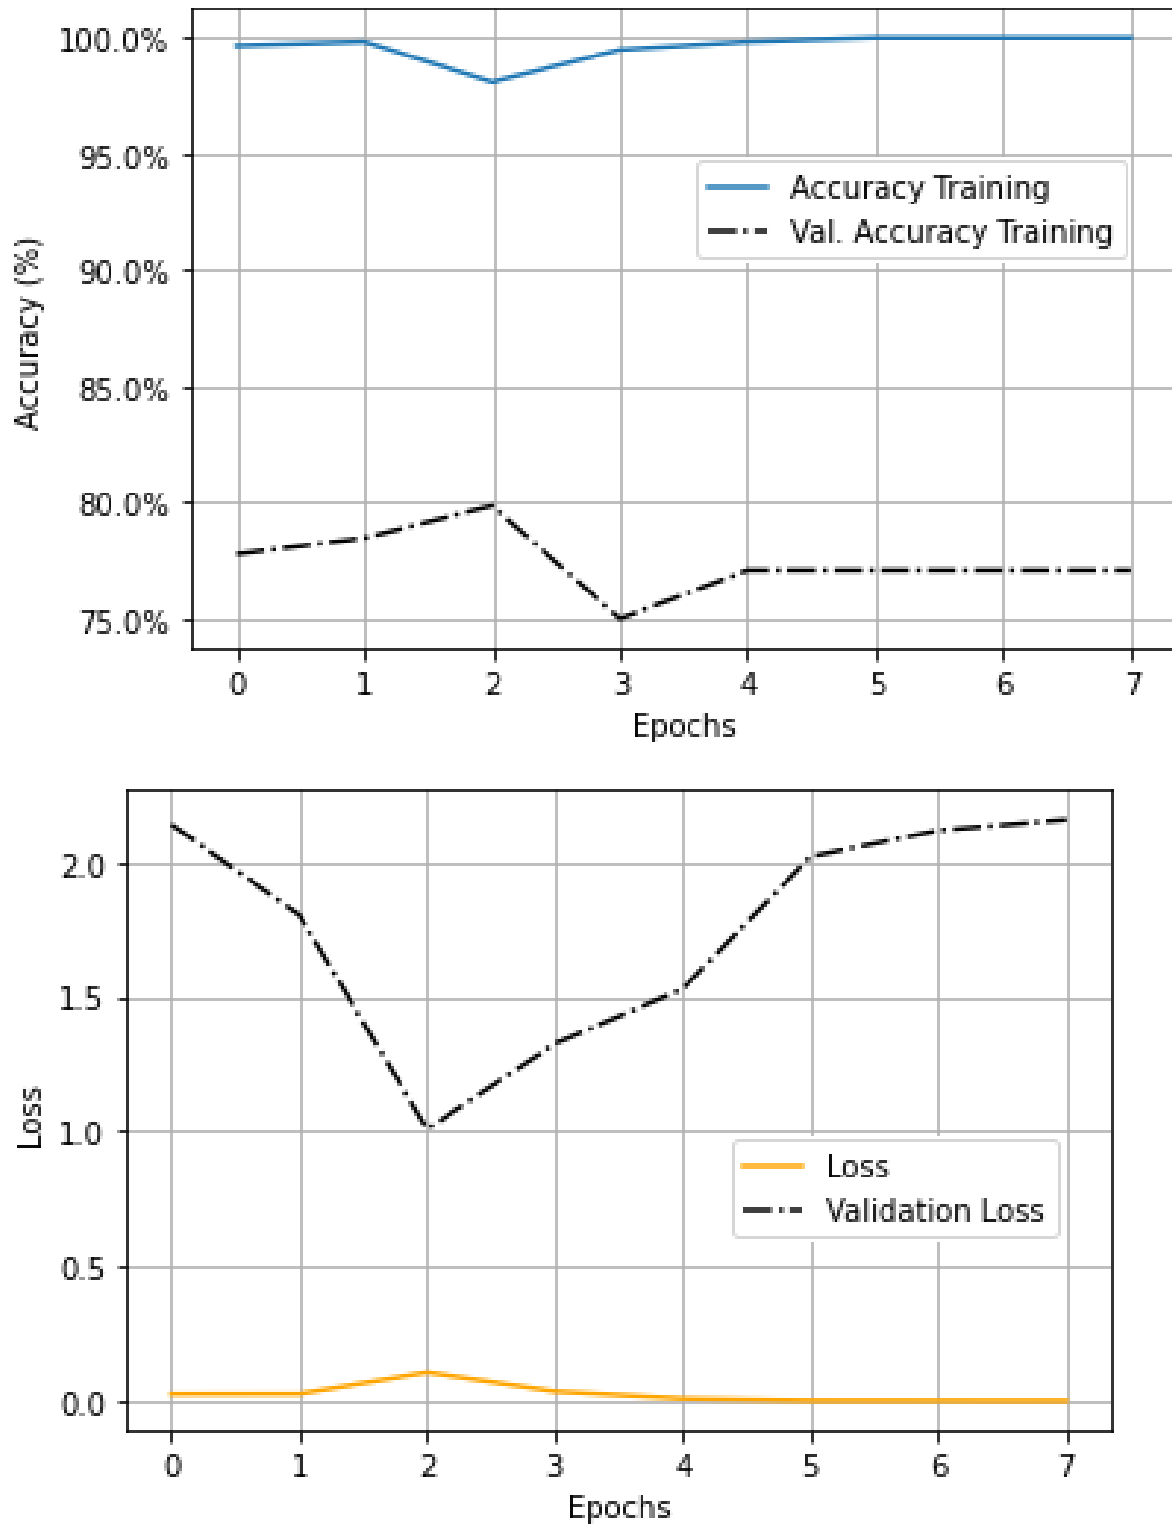 100.0%
95.0%
90.0%
85.0%
80.0%
75.0%
Accuracy (%)
Accuracy Training
Val. Accuracy Training
0 1 2 3 4 5 6 7
Epochs
2.0
1.5
1.0
0.5
0.0
Loss
Loss
Validation Loss
0 1 2 3 4 5 6 7
Epochs